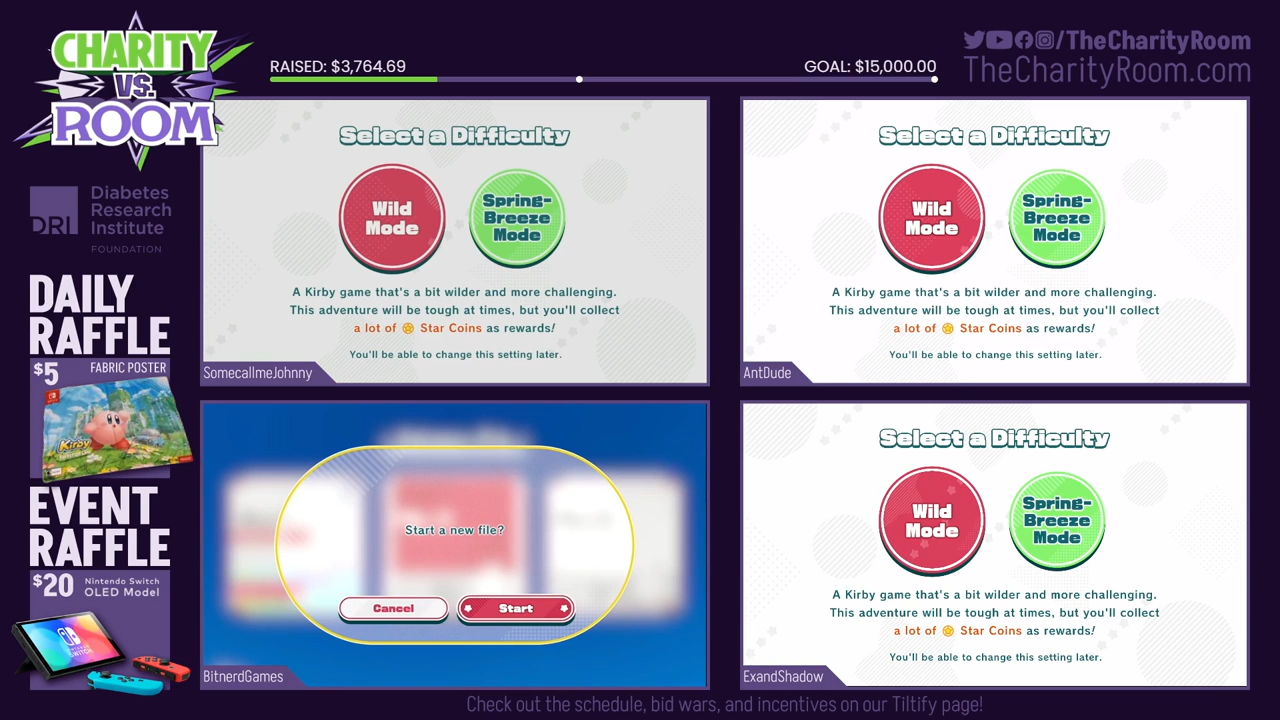 CHARITY
VS.
ROOM
RAISED: $3,764.69
GOAL: $15,000.00
/TheCharityRoom
TheCharityRoom.com
DRI
Diabetes
Research
Institute
FOUNDATION
DAILY
RAFFLE
$5 FABRIC POSTER
Kirby
EVENT
RAFFLE
$20 Nintendo Switch
OLED Model
Select a Difficulty
Wild
Mode
Spring-
Breeze
Mode
A Kirby game that's a bit wilder and more challenging.
This adventure will be tough at times, but you'll collect
a lot of Star Coins as rewards!
You'll be able to change this setting later.
SomecallmeJohnny
Select a Difficulty
Wild
Mode
Spring-
Breeze
Mode
A Kirby game that's a bit wilder and more challenging.
This adventure will be tough at times, but you'll collect
a lot of Star Coins as rewards!
You'll be able to change this setting later.
AntDude
Start a new file?
Cancel
Start
BitnerdGames
Select a Difficulty
Wild
Mode
Spring-
Breeze
Mode
A Kirby game that's a bit wilder and more challenging.
This adventure will be tough at times, but you'll collect
a lot of Star Coins as rewards!
You'll be able to change this setting later.
ExandShadow
Check out the schedule, bid wars, and incentives on our Tiltify page!